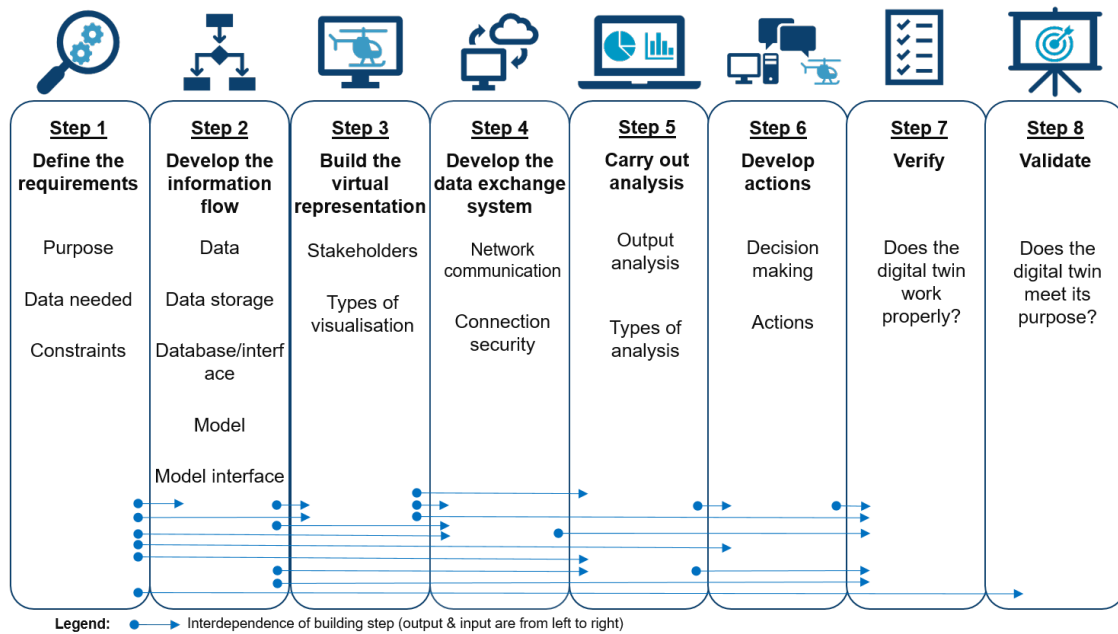 Step 1
Define the
requirements
Purpose
Data needed
Constraints
Step 2
Develop the
information
flow
Data
Data storage
Database/interf
ace
Model
Model interface
Step 3
Build the
virtual
representation
Stakeholders
Types of
visualisation
Step 4
Develop the
data exchange
system
Network
communication
Connection
security
Step 5
Carry out
analysis
Output
analysis
Types of
analysis
Step 6
Develop
actions
Decision
making
Actions
Step 7
Verify
Does the
digital twin
work
properly?
Step 8
Validate
Does the
digital twin
meet its
purpose?
Legend: Interdependence of building step (output & input are from left to right)